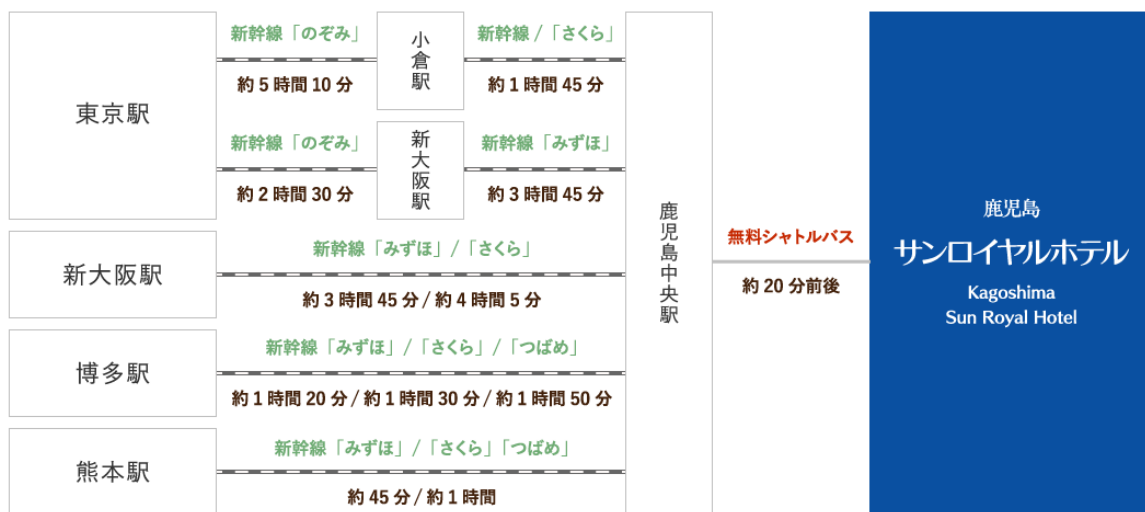 東京駅
新幹線「のぞみ」
約5時間10分
小倉駅
新幹線 /「さくら」
約1時間45分
新幹線「のぞみ」
約2時間30分
新大阪駅
新幹線「みずほ」
約3時間45分
新大阪駅
新幹線「みずほ」/「さくら」
約3時間45分 / 約4時間5分
博多駅
新幹線「みずほ」/「さくら」/「つばめ」
約1時間20分 / 約1時間30分 / 約1時間50分
熊本駅
新幹線「みずほ」/「さくら」「つばめ」
約45分 / 約1時間
鹿児島中央駅
無料シャトルバス
約20分前後
鹿児島
サンロイヤルホテル
Kagoshima
Sun Royal Hotel